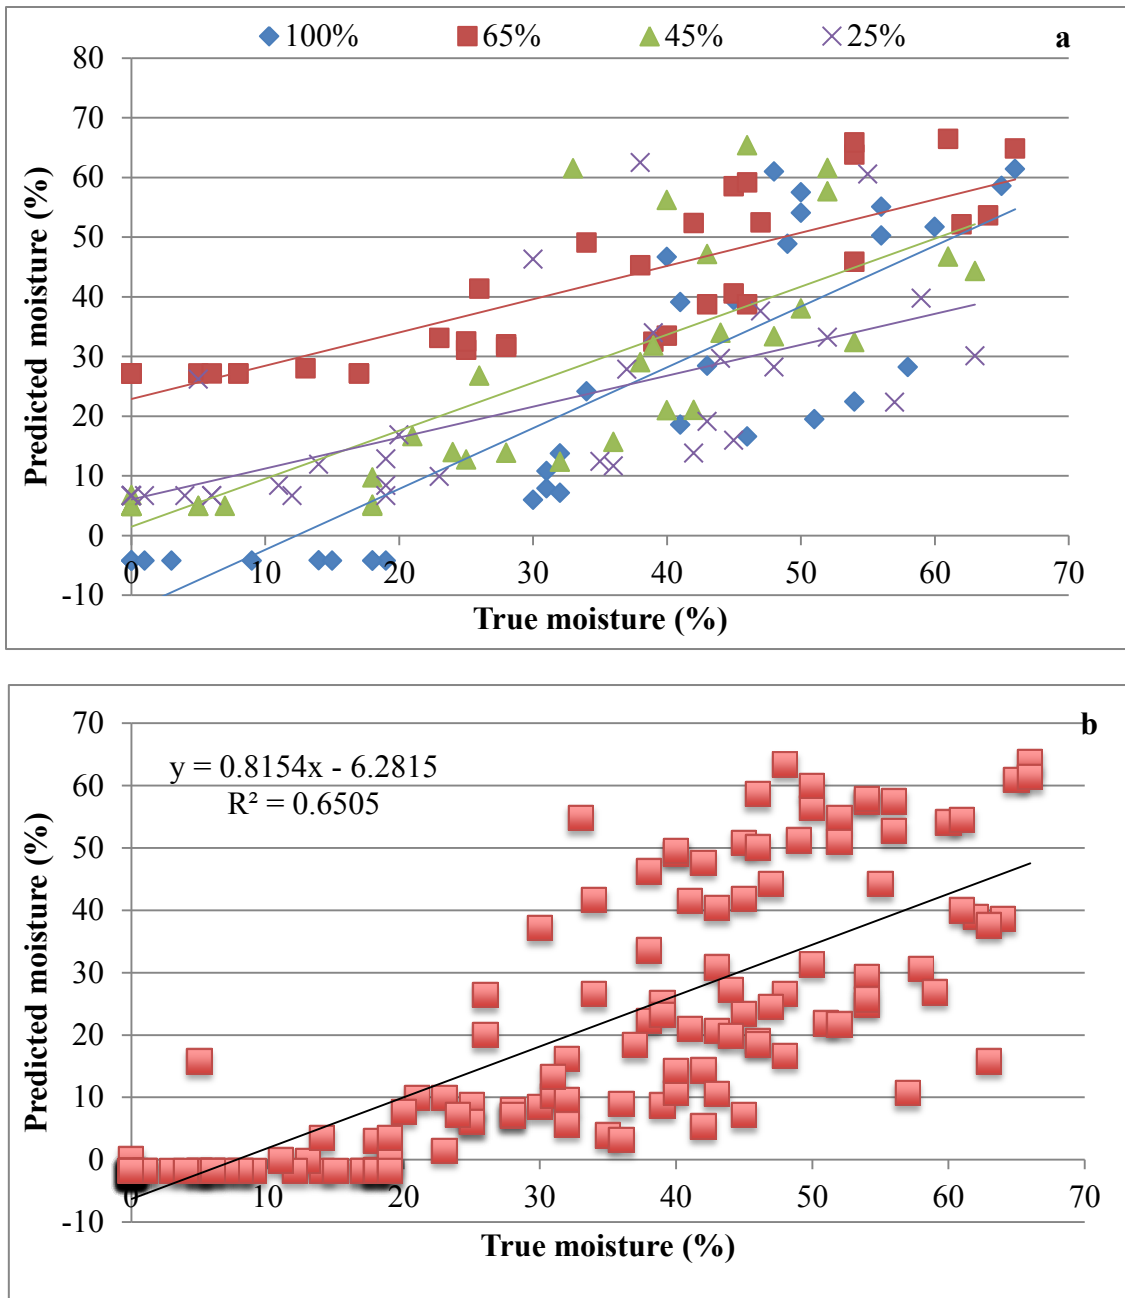 100% 65% 45% 25% a
80
70
60
50
40
30
20
10
0
-10
Predicted moisture (%)
0 10 20 30 40 50 60 70
True moisture (%)
b
y = 0.8154x - 6.2815
R² = 0.6505
70
60
50
40
30
20
10
0
-10
Predicted moisture (%)
0 10 20 30 40 50 60 70
True moisture (%)